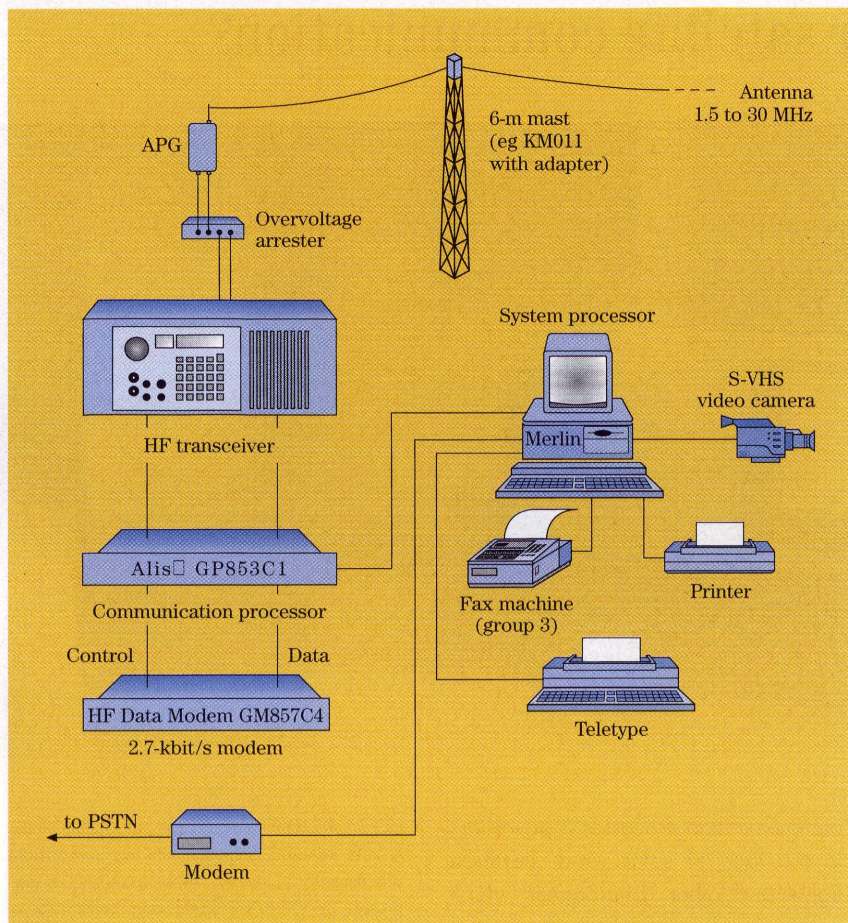 Antenna
1.5 to 30 MHz
6-m mast
(eg KM011
with adapter)
APG
Overvoltage
arrester
System processor
S-VHS
video camera
HF transceiver
Merlin
Alis□ GP853C1
Communication processor
Fax machine
(group 3)
Printer
Control
Data
HF Data Modem GM857C4
2.7-kbit/s modem
Teletype
to PSTN
Modem